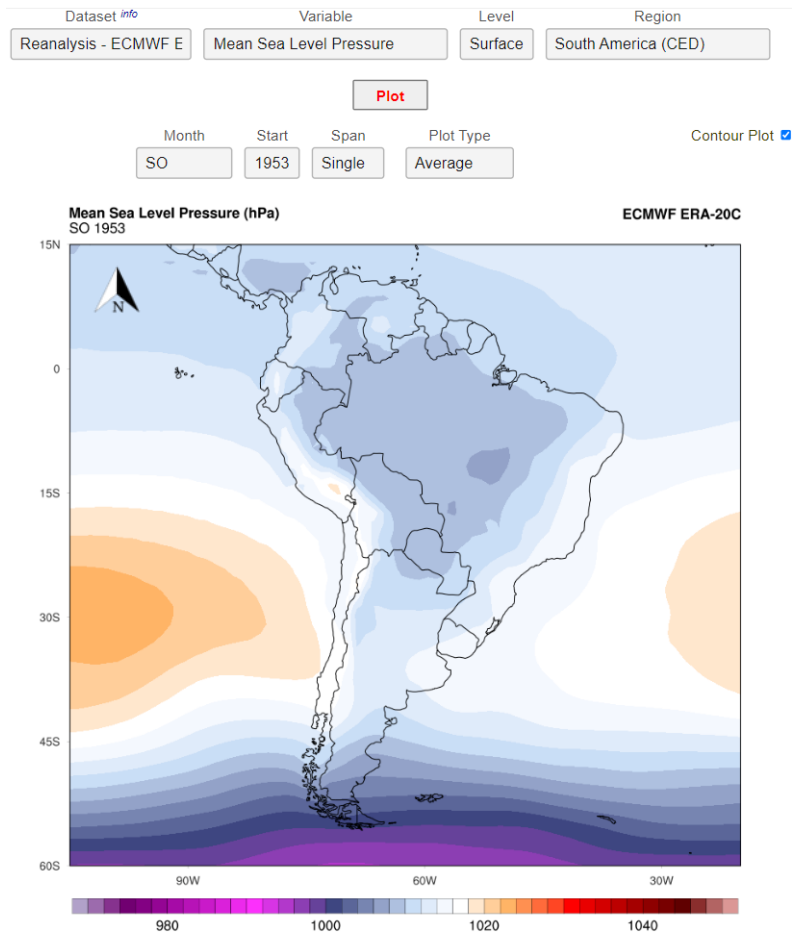 Dataset info Variable Level Region
Reanalysis - ECMWF E Mean Sea Level Pressure Surface South America (CED)
Plot
Month Start Span Plot Type Contour Plot
SO 1953 Single Average
Mean Sea Level Pressure (hPa) ECMWF ERA-20C
SO 1953
15N
N
0
15S
30S
45S
60S
90W 60W 30W
980 1000 1020 1040